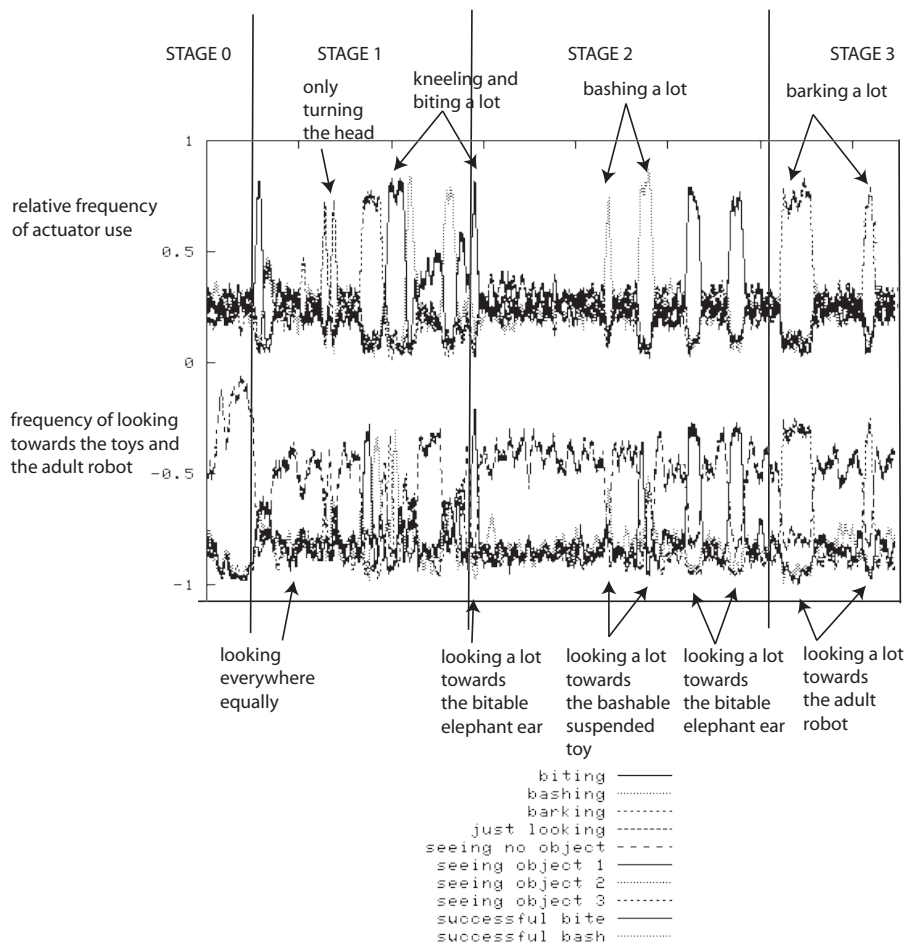 STAGE 0
STAGE 1
STAGE 2
STAGE 3
only
turning
the head
kneeling and
biting a lot
bashing a lot
barking a lot
relative frequency
of actuator use
frequency of looking
towards the toys and
the adult robot
1
0.5
0
-0.5
-1
looking
everywhere
equally
looking a lot
towards
the bitable
elephant ear
looking a lot
towards
the bashable
suspended
toy
looking a lot
towards
the bitable
elephant ear
looking a lot
towards
the adult
robot
biting
bashing
barking
just looking
seeing no object
seeing object 1
seeing object 2
seeing object 3
successful bite
successful bash